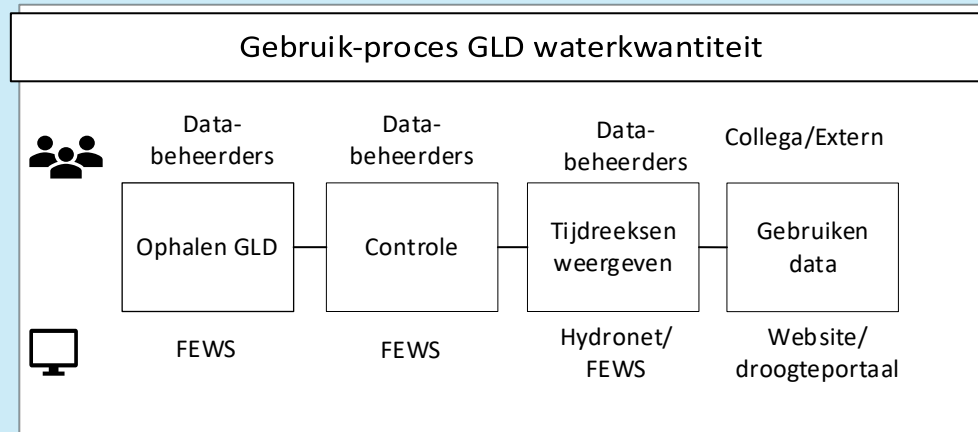 Gebruik-proces GLD waterkwantiteit
Data-
beheerders
Data-
beheerders
Data-
beheerders
Collega/Extern
Ophalen GLD
Controle
Tijdreeksen
weergeven
Gebruiken
data
FEWS
FEWS
Hydronet/
FEWS
Website/
droogteportaal